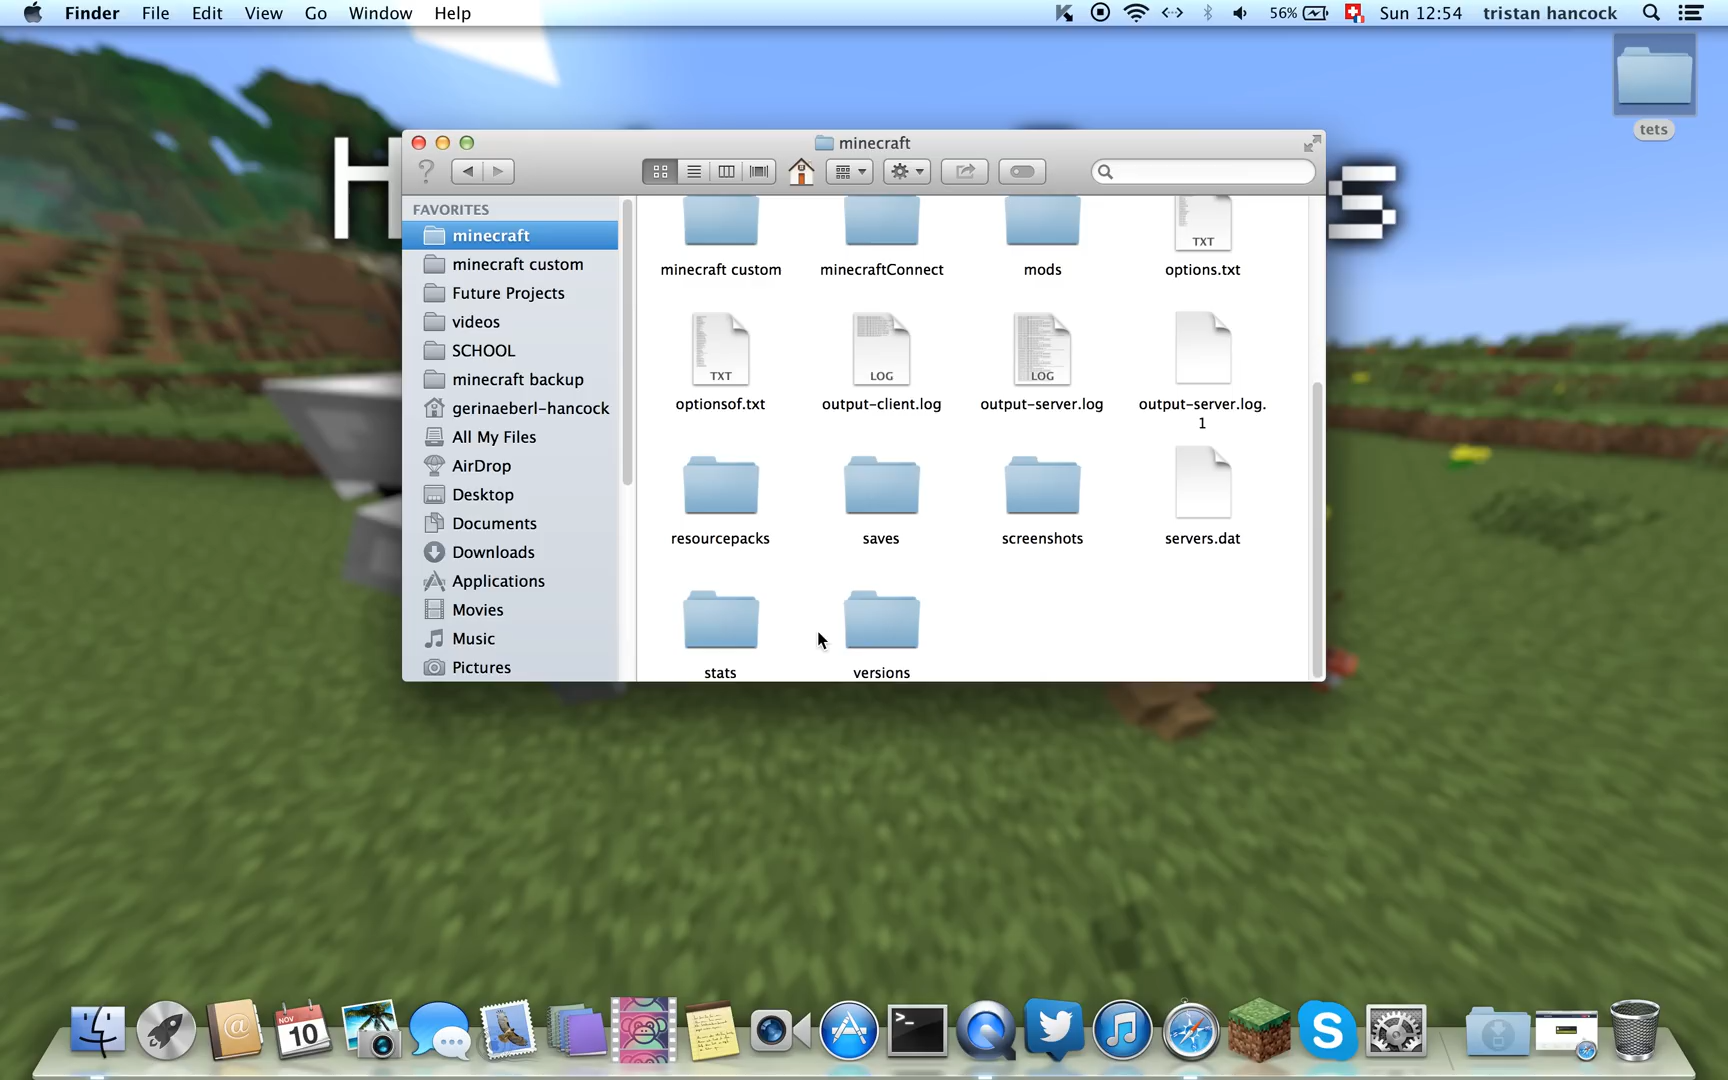 Finder File Edit View Go Window Help 56% Sun 12:54 tristan hancock
tets
minecraft
?
FAVORITES
minecraft
minecraft custom
Future Projects
videos
SCHOOL
minecraft backup
gerinaeberl-hancock
All My Files
AirDrop
Desktop
Documents
Downloads
Applications
Movies
Music
Pictures
TXT
minecraft custom minecraftConnect mods options.txt
TXT LOG LOG
optionsof.txt output-client.log output-server.log output-server.log.
1
resourcepacks saves screenshots servers.dat
stats versions
H S
NOV
10
@
>_
S